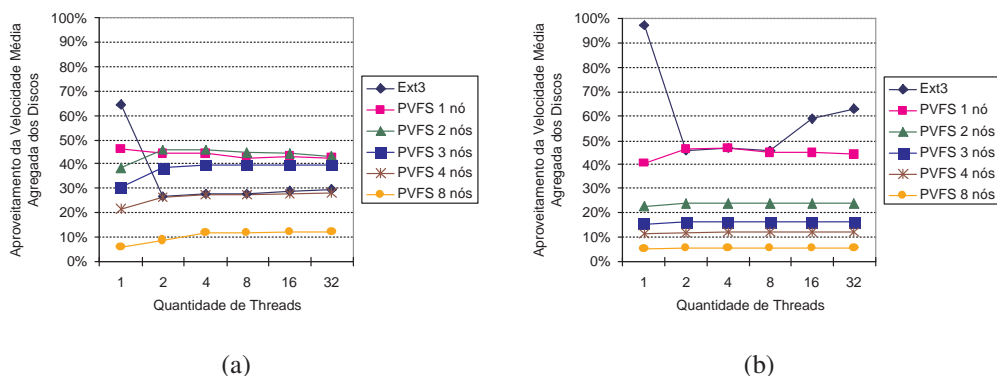 100%
90%
80%
70%
60%
50%
40%
30%
20%
10%
0%
Aproveitamento da Velocidade Média
Agregada dos Discos
1 2 4 8 16 32
Quantidade de Threads
Ext3
PVFS 1 nó
PVFS 2 nós
PVFS 3 nós
PVFS 4 nós
PVFS 8 nós
(a)
100%
90%
80%
70%
60%
50%
40%
30%
20%
10%
0%
Aproveitamento da Velocidade Média
Agregada dos Discos
1 2 4 8 16 32
Quantidade de Threads
Ext3
PVFS 1 nó
PVFS 2 nós
PVFS 3 nós
PVFS 4 nós
PVFS 8 nós
(b)